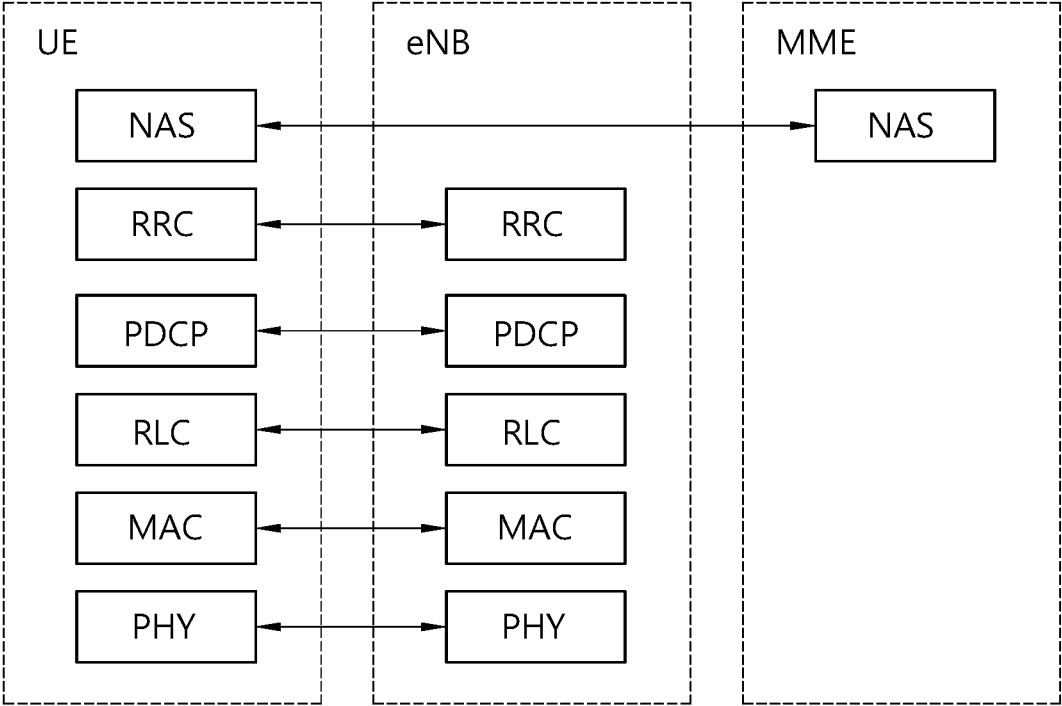 UE eNB MME
NAS NAS
RRC RRC
PDCP PDCP
RLC RLC
MAC MAC
PHY PHY